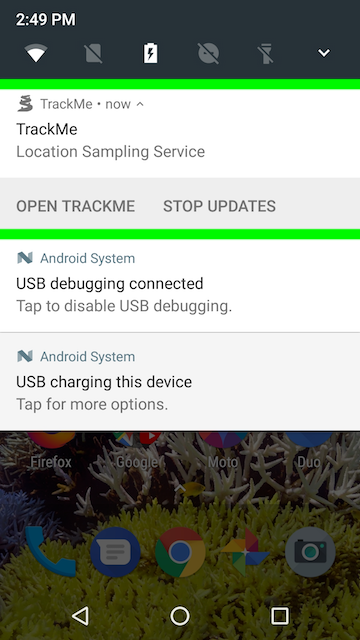 2:49 PM
TrackMe • now
TrackMe
Location Sampling Service
OPEN TRACKME STOP UPDATES
Android System
USB debugging connected
Tap to disable USB debugging.
Android System
USB charging this device
Tap for more options.
Firefox Google Moto Duo